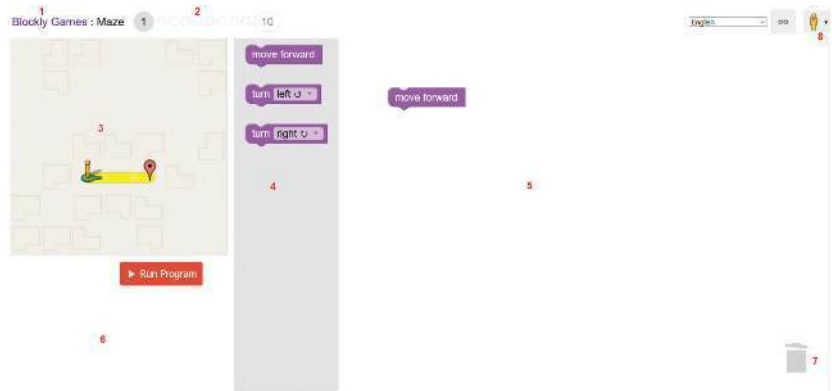 1
2
Blockly Games : Maze 1 10 English
8
move forward
turn left ↺
move forward
3
turn right ↻
4
5
Run Program
6
7